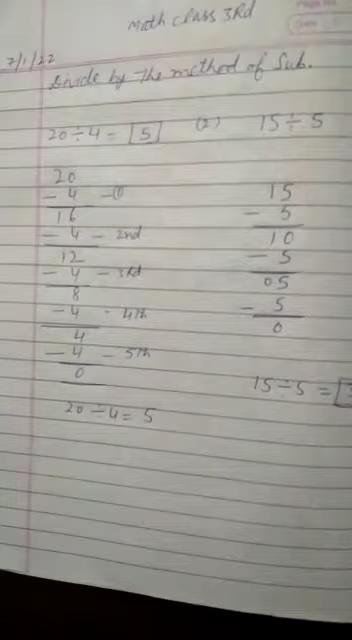 Math class 3Rd
7/1/22
Divide by The method of Sub.
20 ÷ 4 = 5 (2) 15 ÷ 5
20
- 4 - ①
16
- 4 - 2nd
12
- 4 - 3Rd
8
- 4 - 4Th
4
- 4 - 5Th
0
20 ÷ 4 = 5
15
- 5
10
- 5
05
- 5
0
15 ÷ 5 =